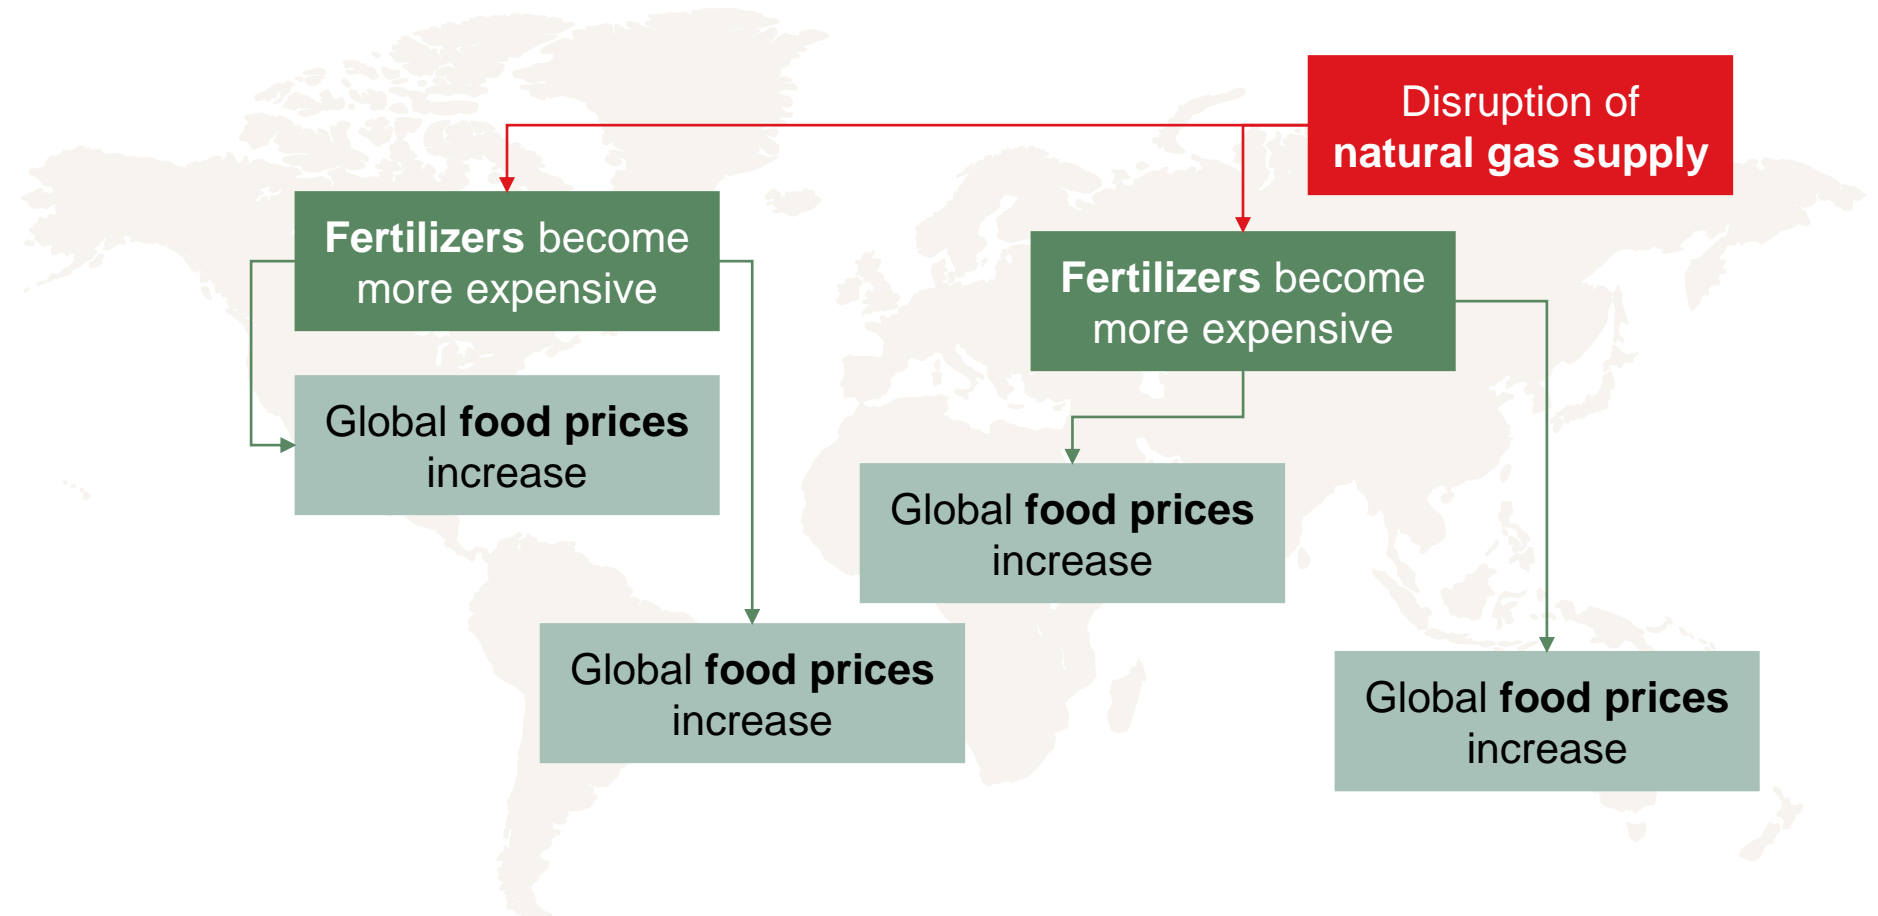 Disruption of
natural gas supply
Fertilizers become
more expensive
Fertilizers become
more expensive
Global food prices
increase
Global food prices
increase
Global food prices
increase
Global food prices
increase